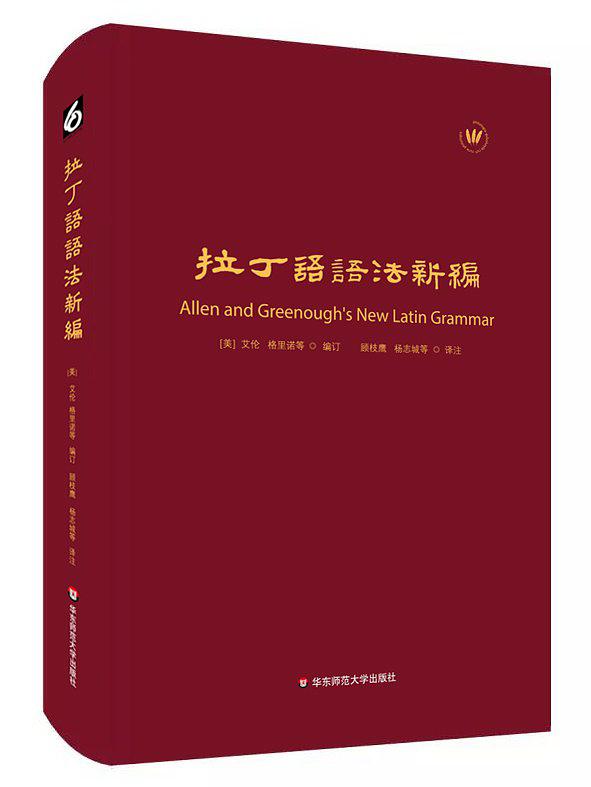 拉丁語語法新編
[美] 艾伦 格里诺等 编订 顾枝鹰 杨志城等 译注
华东师范大学出版社
拉丁語語法新編
Allen and Greenough's New Latin Grammar
[美] 艾伦 格里诺等 ○ 编订 顾枝鹰 杨志城等 ○ 译注
华东师范大学出版社